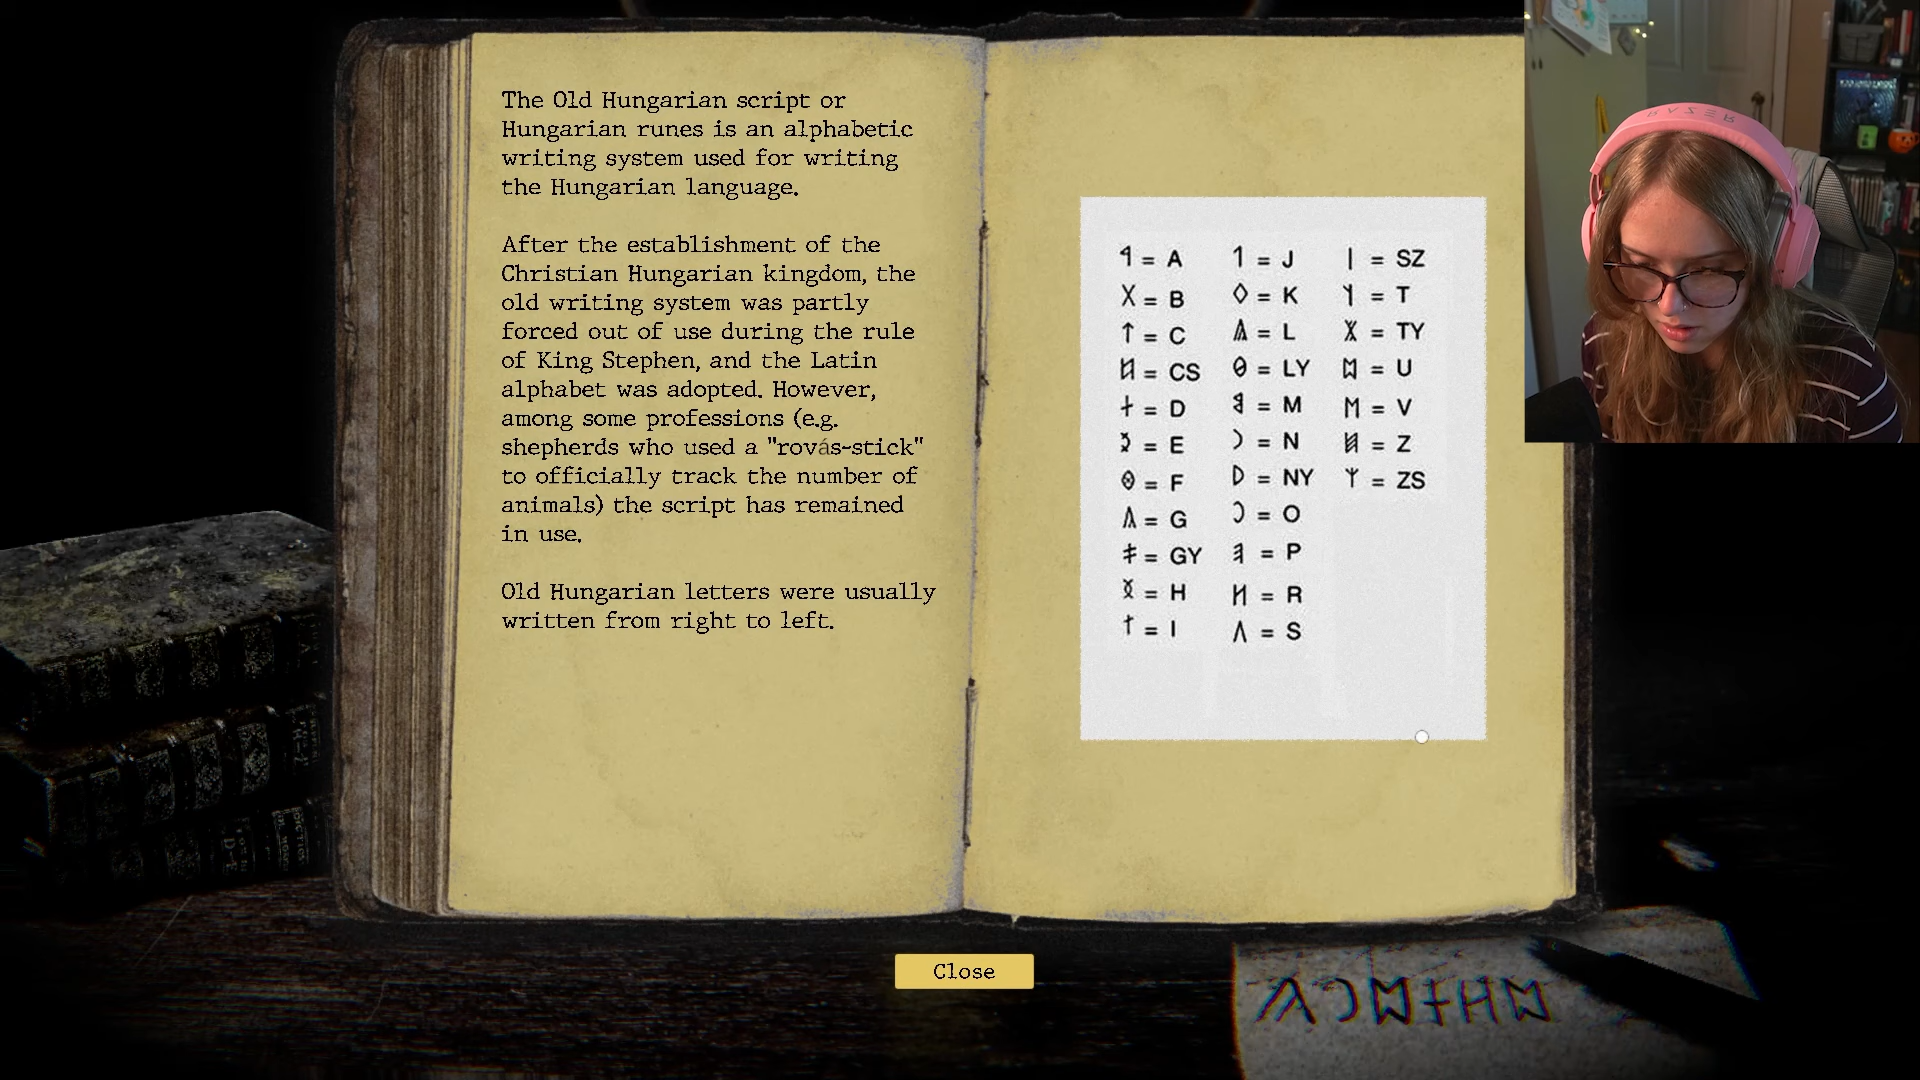 The Old Hungarian script or
Hungarian runes is an alphabetic
writing system used for writing
the Hungarian language.
After the establishment of the
Christian Hungarian kingdom, the
old writing system was partly
forced out of use during the rule
of King Stephen, and the Latin
alphabet was adopted. However,
among some professions (e.g.
shepherds who used a "rovás-stick"
to officially track the number of
animals) the script has remained
in use.
Old Hungarian letters were usually
written from right to left.
𐲀 = A
𐲂 = B
𐲄 = C
𐲆 = CS
𐲇 = D
𐲉 = E
𐲌 = F
𐲍 = G
𐲎 = GY
𐲏 = H
𐲐 = I
𐲒 = J
𐲓 = K
𐲖 = L
𐲗 = LY
𐲘 = M
𐲙 = N
𐲚 = NY
𐲛 = O
𐲠 = P
𐲢 = R
𐲤 = S
𐲥 = SZ
𐲦 = T
𐲨 = TY
𐲪 = U
𐲮 = V
𐲯 = Z
𐲰 = ZS
Close
RAZER